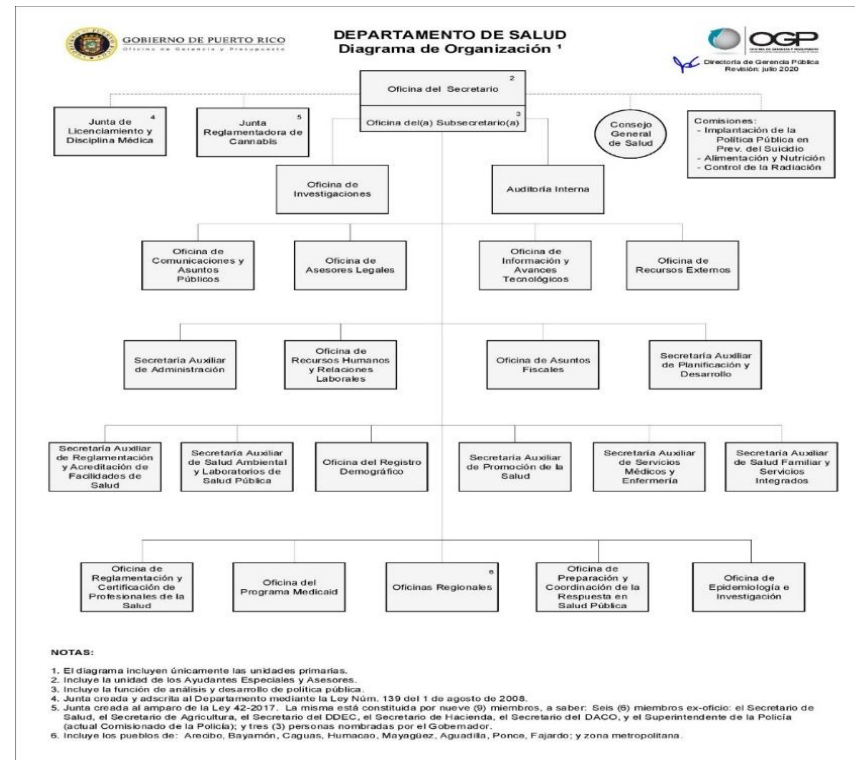 GOBIERNO DE PUERTO RICO
Oficina de Gerencia y Presupuesto
DEPARTAMENTO DE SALUD
Diagrama de Organización 1
OGP
Directoría de Gerencia Pública
Revisión: julio 2020
2
Oficina del Secretario
3
Oficina del(a) Subsecretario(a)
4
Junta de
Licenciamiento y
Disciplina Médica
5
Junta
Reglamentadora de
Cannabis
Consejo
General
de Salud
Comisiones:
- Implantación de la
Política Pública en
Prev. del Suicidio
- Alimentación y Nutrición
- Control de la Radiación
Oficina de
Investigaciones
Auditoría Interna
Oficina de
Comunicaciones y
Asuntos
Públicos
Oficina de
Asesores Legales
Oficina de
Información y
Avances
Tecnológicos
Oficina de
Recursos Externos
Secretaría Auxiliar
de Administración
Oficina de
Recursos Humanos
y Relaciones
Laborales
Oficina de Asuntos
Fiscales
Secretaría Auxiliar
de Planificación y
Desarrollo
Secretaría Auxiliar
de Reglamentación
y Acreditación de
Facilidades de
Salud
Secretaría Auxiliar
de Salud Ambiental
y Laboratorios de
Salud Pública
Oficina del Registro
Demográfico
Secretaría Auxiliar
de Promoción de la
Salud
Secretaría Auxiliar
de Servicios
Médicos y
Enfermería
Secretaría Auxiliar
de Salud Familiar y
Servicios
Integrados
Oficina de
Reglamentación y
Certificación de
Profesionales de la
Salud
Oficina del
Programa Medicaid
6
Oficinas Regionales
Oficina de
Preparación y
Coordinación de la
Respuesta en
Salud Pública
Oficina de
Epidemiología e
Investigación
NOTAS:
1. El diagrama incluyen únicamente las unidades primarias.
2. Incluye la unidad de los Ayudantes Especiales y Asesores.
3. Incluye la función de análisis y desarrollo de política pública.
4. Junta creada y adscrita al Departamento mediante la Ley Núm. 139 del 1 de agosto de 2008.
5. Junta creada al amparo de la Ley 42-2017. La misma está constituida por nueve (9) miembros, a saber: Seis (6) miembros ex-oficio: el Secretario de
Salud, el Secretario de Agricultura, el Secretario del DDEC, el Secretario de Hacienda, el Secretario del DACO, y el Superintendente de la Policía
(actual Comisionado de la Policía); y tres (3) personas nombradas por el Gobernador.
6. Incluye los pueblos de: Arecibo, Bayamón, Caguas, Humacao, Mayagüez, Aguadilla, Ponce, Fajardo; y zona metropolitana.